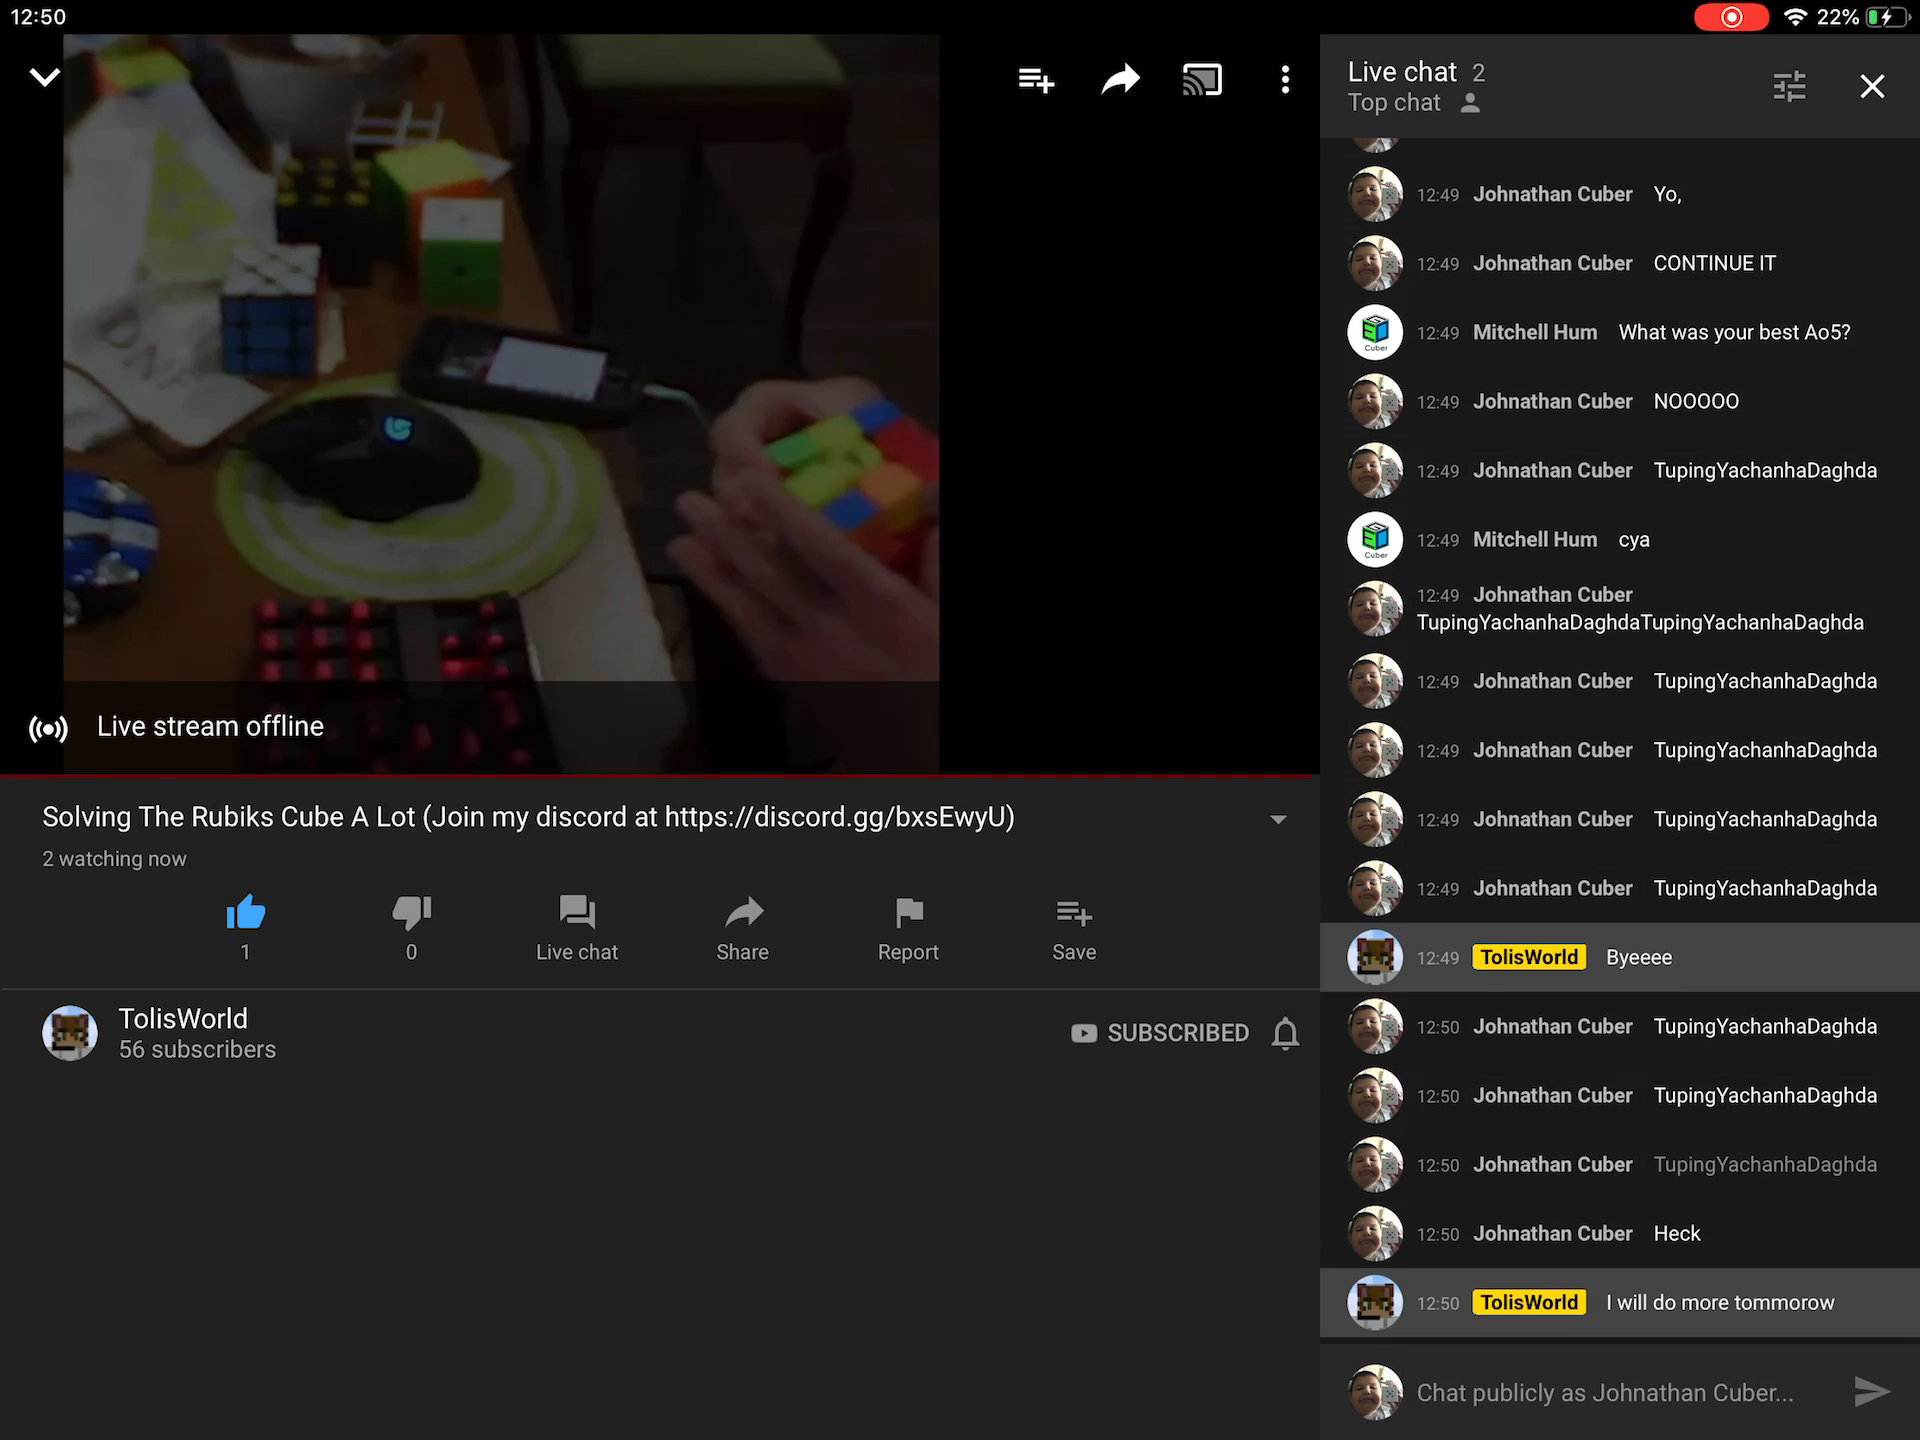 12:50
22%
Live stream offline
Solving The Rubiks Cube A Lot (Join my discord at https://discord.gg/bxsEwyU)
2 watching now
1
0
Live chat
Share
Report
Save
TolisWorld
56 subscribers
SUBSCRIBED
Live chat 2
Top chat
12:49 Johnathan Cuber Yo,
12:49 Johnathan Cuber CONTINUE IT
Cuber
12:49 Mitchell Hum What was your best Ao5?
12:49 Johnathan Cuber NOOOOO
12:49 Johnathan Cuber TupingYachanhaDaghda
Cuber
12:49 Mitchell Hum cya
12:49 Johnathan Cuber
TupingYachanhaDaghdaTupingYachanhaDaghda
12:49 Johnathan Cuber TupingYachanhaDaghda
12:49 Johnathan Cuber TupingYachanhaDaghda
12:49 Johnathan Cuber TupingYachanhaDaghda
12:49 Johnathan Cuber TupingYachanhaDaghda
12:49 TolisWorld Byeeee
12:50 Johnathan Cuber TupingYachanhaDaghda
12:50 Johnathan Cuber TupingYachanhaDaghda
12:50 Johnathan Cuber TupingYachanhaDaghda
12:50 Johnathan Cuber Heck
12:50 TolisWorld I will do more tommorow
Chat publicly as Johnathan Cuber...